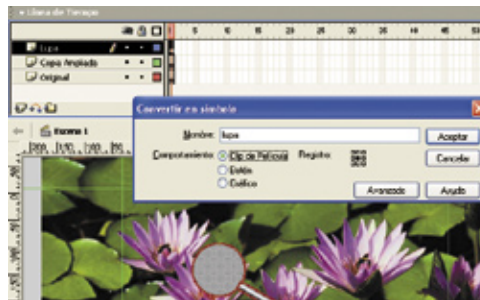 Línea de Tiempo
5 10 15 20 25 30 35 40 45 50
lupa
Copia Ampliada
Original
Escena 1
Convertir en símbolo
Nombre: lupa
Aceptar
Comportamiento: Clip de Película Registro:
Cancelar
Botón
Gráfico
Avanzado Ayuda